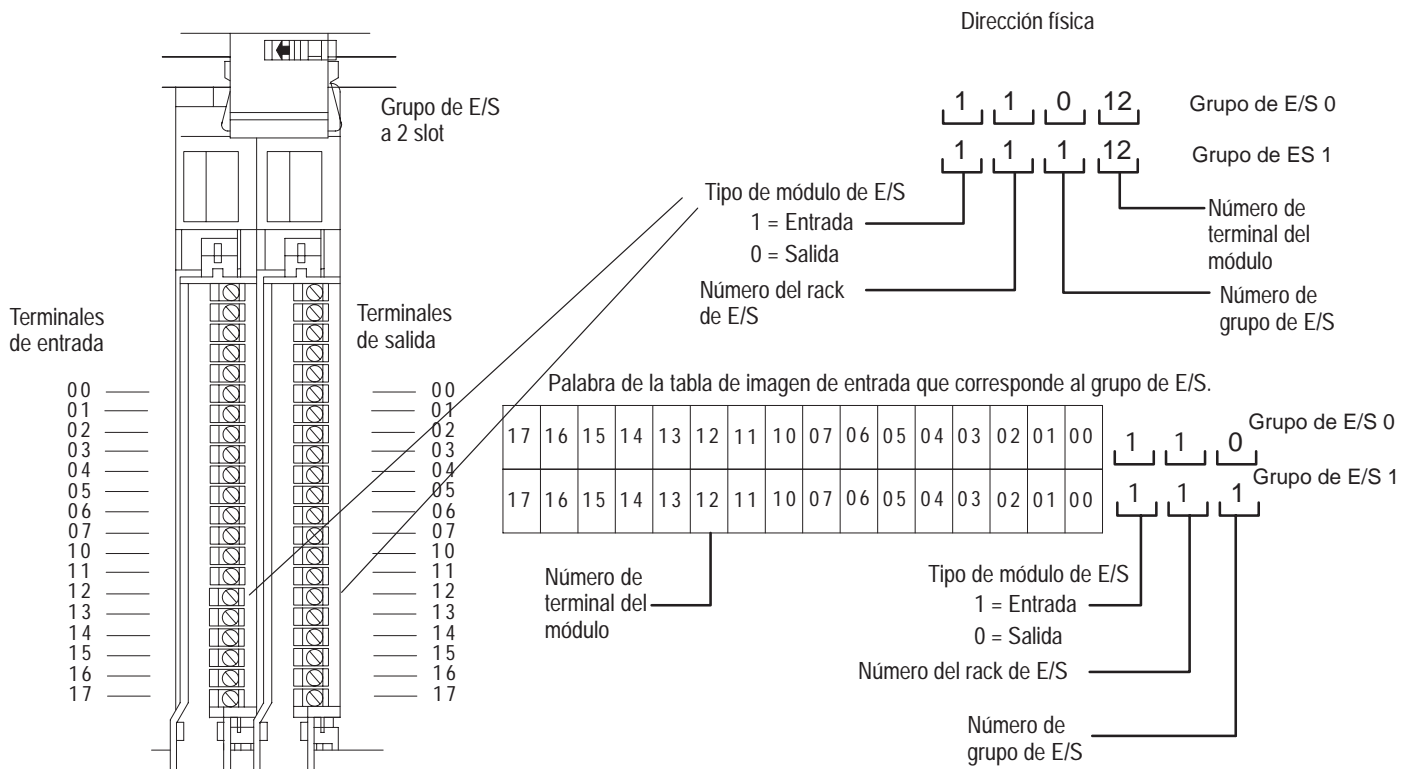 Dirección física
Grupo de E/S
a 2 slot
1 1 0 12 Grupo de E/S 0
1 1 1 12 Grupo de ES 1
Tipo de módulo de E/S
1 = Entrada
0 = Salida
Número de
terminal del
módulo
Número del rack
de E/S
Número de
grupo de E/S
Terminales
de entrada
00
01
02
03
04
05
06
07
10
11
12
13
14
15
16
17
Terminales
de salida
00
01
02
03
04
05
06
07
10
11
12
13
14
15
16
17
Palabra de la tabla de imagen de entrada que corresponde al grupo de E/S.
17 16 15 14 13 12 11 10 07 06 05 04 03 02 01 00 1 1 0 Grupo de E/S 0
17 16 15 14 13 12 11 10 07 06 05 04 03 02 01 00 1 1 1 Grupo de E/S 1
Número de
terminal del
módulo
Tipo de módulo de E/S
1 = Entrada
0 = Salida
Número del rack de E/S
Número de
grupo de E/S